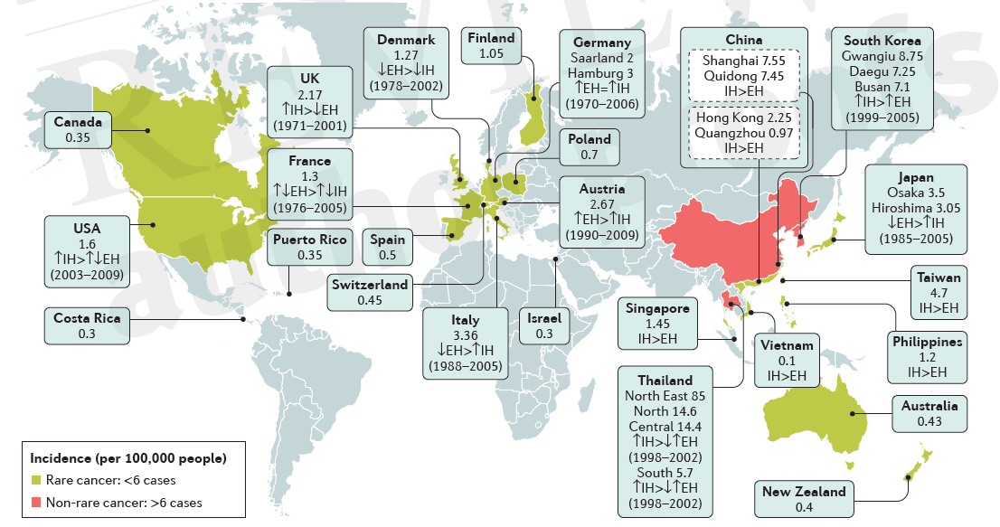 Canada
0.35
USA
1.6
↑IH>↓↑EH
(2003–2009)
Costa Rica
0.3
UK
2.17
↑IH>↓EH
(1971–2001)
France
1.3
↑↓EH>↑↓IH
(1976–2005)
Puerto Rico
0.35
Denmark
1.27
↓EH>↓IH
(1978–2002)
Finland
1.05
Germany
Saarland 2
Hamburg 3
↑EH=↑IH
(1970–2006)
Poland
0.7
Austria
2.67
↑EH>↑IH
(1990–2009)
Spain
0.5
Switzerland
0.45
Italy
3.36
↓EH>↑IH
(1988–2005)
Israel
0.3
China
Shanghai 7.55
Quidong 7.45
IH>EH
Hong Kong 2.25
Quangzhou 0.97
IH>EH
South Korea
Gwangiu 8.75
Daegu 7.25
Busan 7.1
↑IH>↑EH
(1999–2005)
Japan
Osaka 3.5
Hiroshima 3.05
↓EH>↑IH
(1985–2005)
Taiwan
4.7
IH>EH
Singapore
1.45
IH>EH
Vietnam
0.1
IH>EH
Philippines
1.2
IH>EH
Thailand
North East 85
North 14.6
Central 14.4
↑IH>↓↑EH
(1998–2002)
South 5.7
↑IH>↓↑EH
(1998–2002)
Australia
0.43
New Zealand
0.4
Incidence (per 100,000 people)
Rare cancer: <6 cases
Non-rare cancer: >6 cases